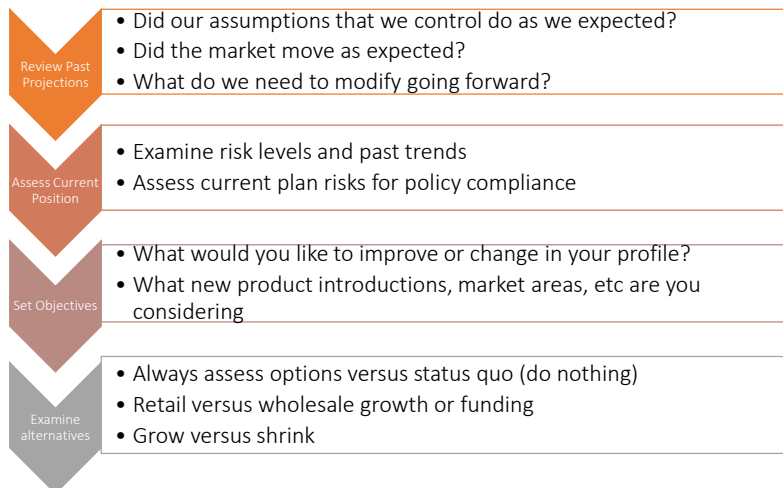 Review Past
Projections
• Did our assumptions that we control do as we expected?
• Did the market move as expected?
• What do we need to modify going forward?
Assess Current
Position
• Examine risk levels and past trends
• Assess current plan risks for policy compliance
Set Objectives
• What would you like to improve or change in your profile?
• What new product introductions, market areas, etc are you
considering
Examine
alternatives
• Always assess options versus status quo (do nothing)
• Retail versus wholesale growth or funding
• Grow versus shrink